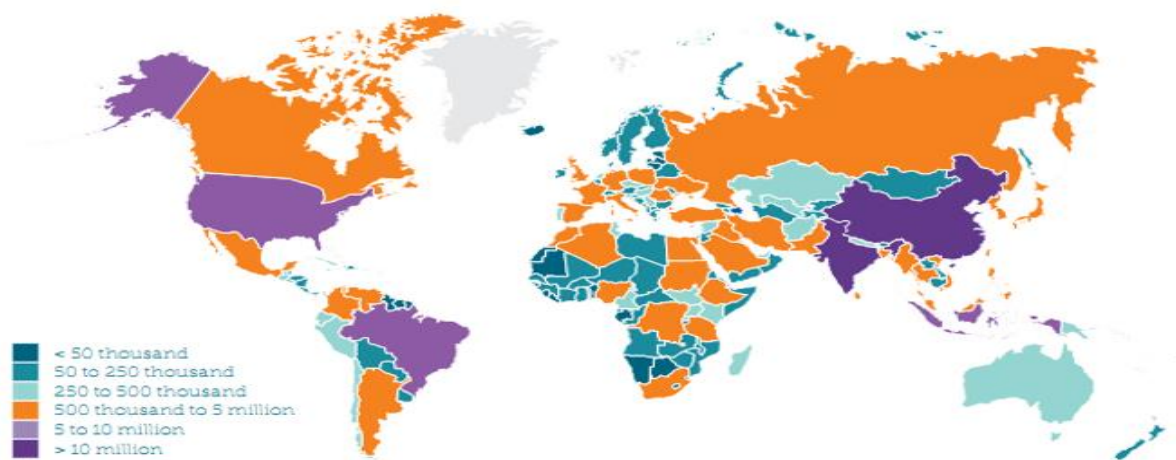 < 50 thousand
50 to 250 thousand
250 to 500 thousand
500 thousand to 5 million
5 to 10 million
> 10 million